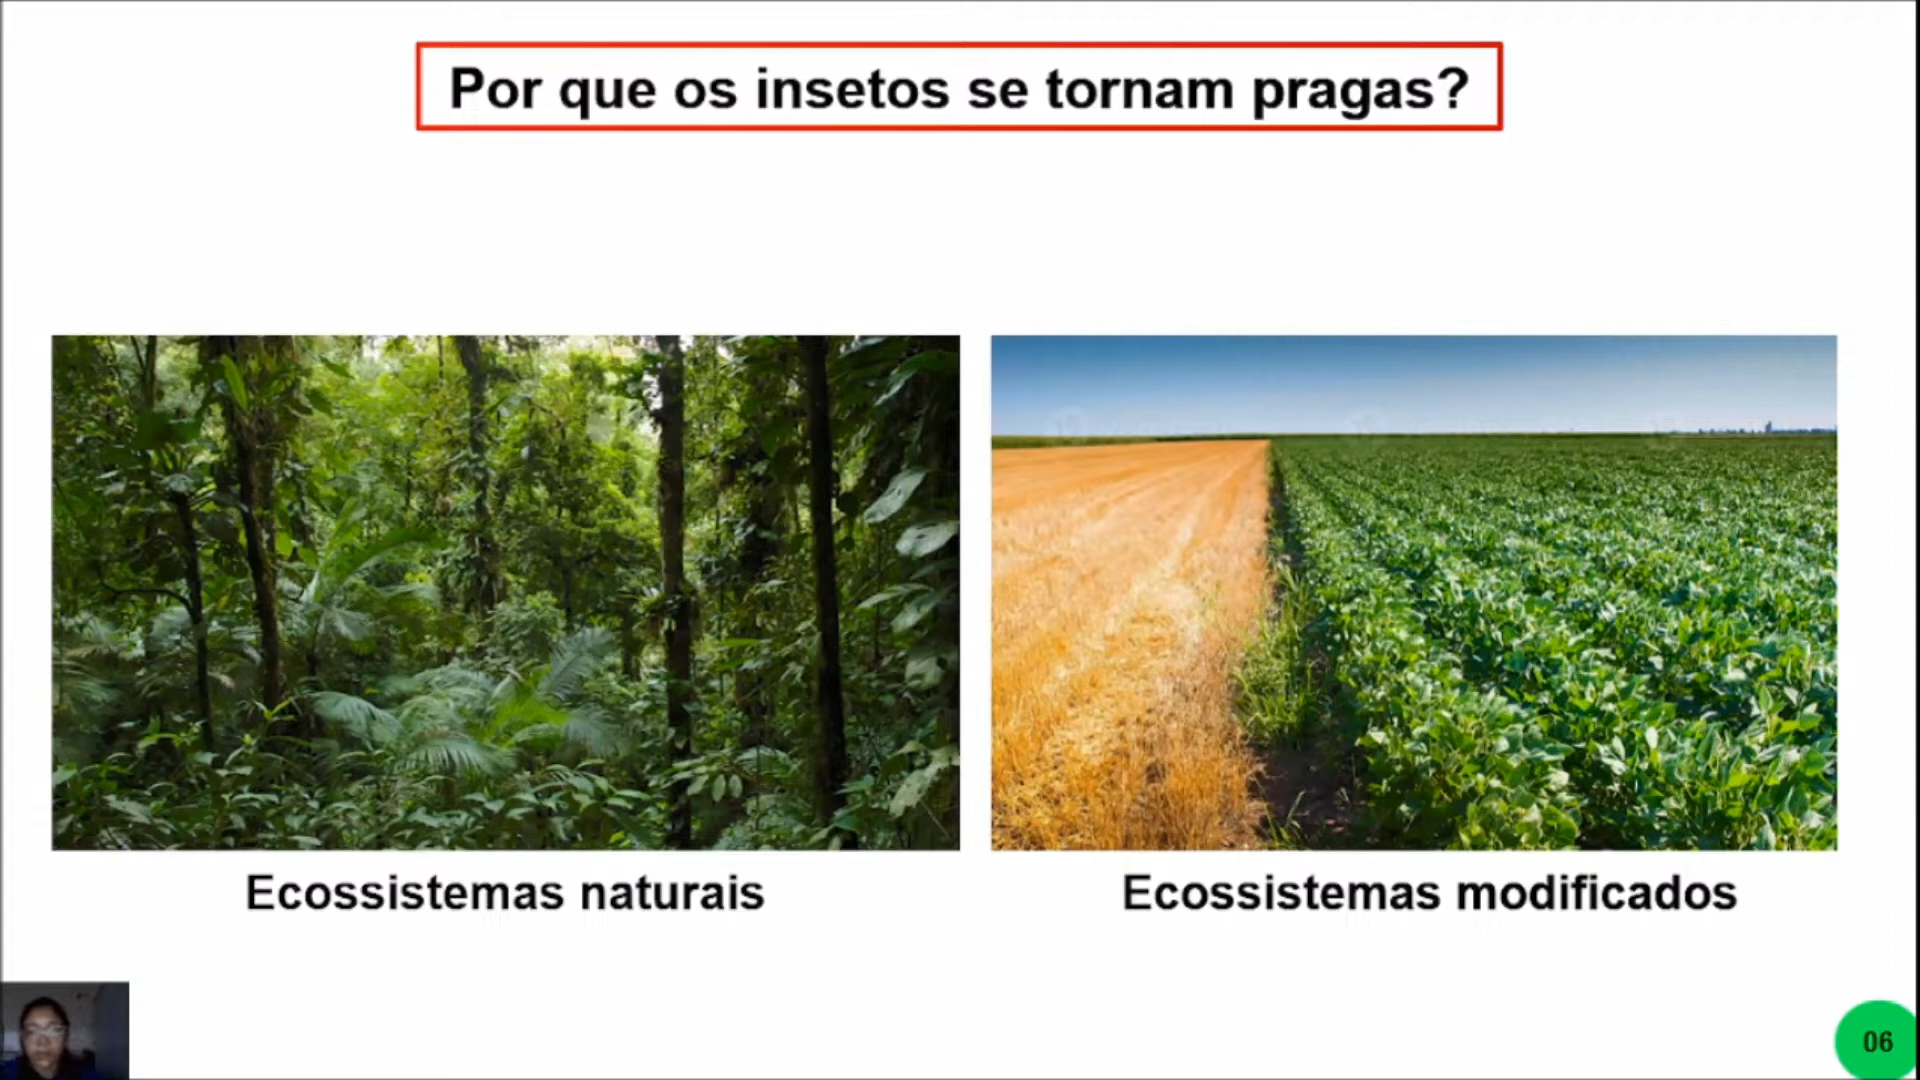 Por que os insetos se tornam pragas?
Ecossistemas naturais
Ecossistemas modificados
06